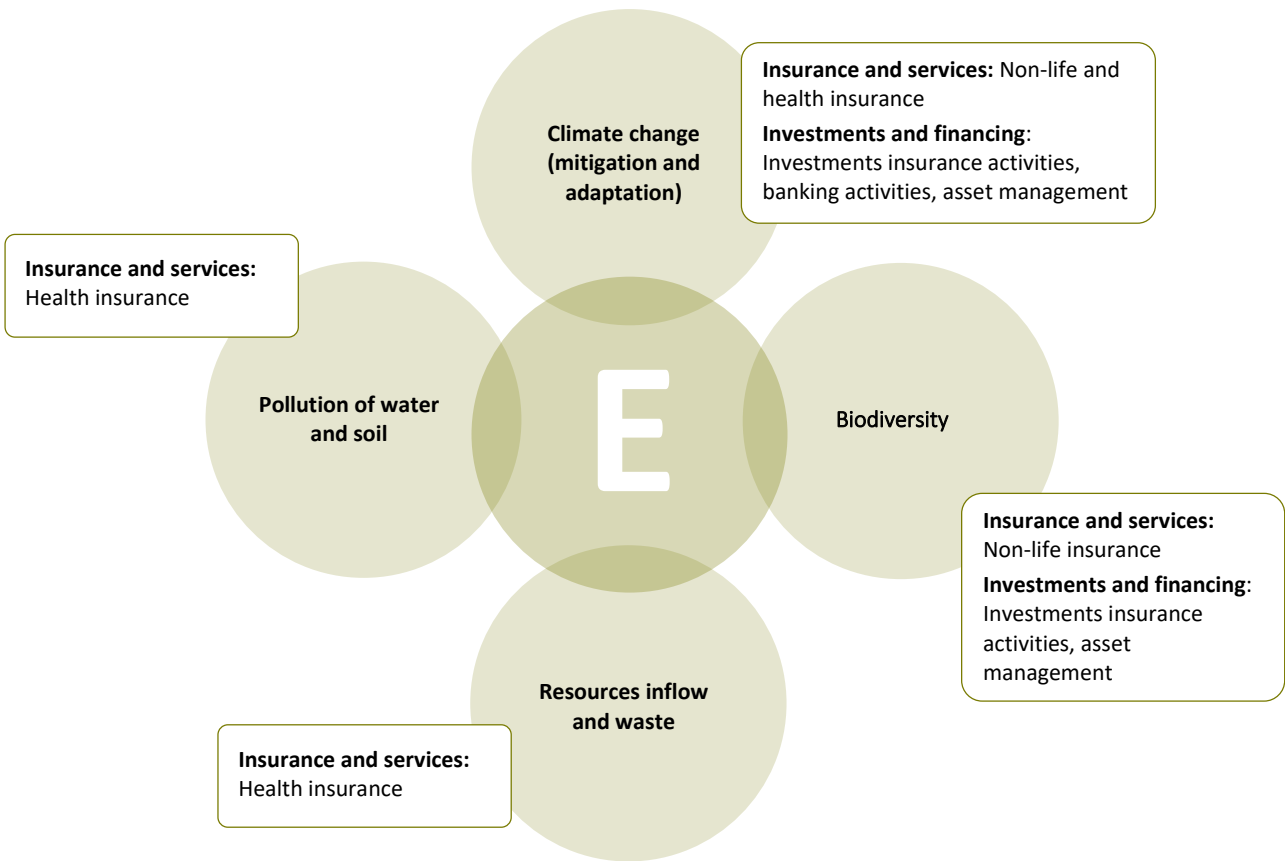 Insurance and services: Non-life and
health insurance
Investments and financing:
Investments insurance activities,
banking activities, asset management
Climate change
(mitigation and
adaptation)
Insurance and services:
Health insurance
Pollution of water
and soil
E
Biodiversity
Insurance and services:
Non-life insurance
Investments and financing:
Investments insurance
activities, asset
management
Resources inflow
and waste
Insurance and services:
Health insurance